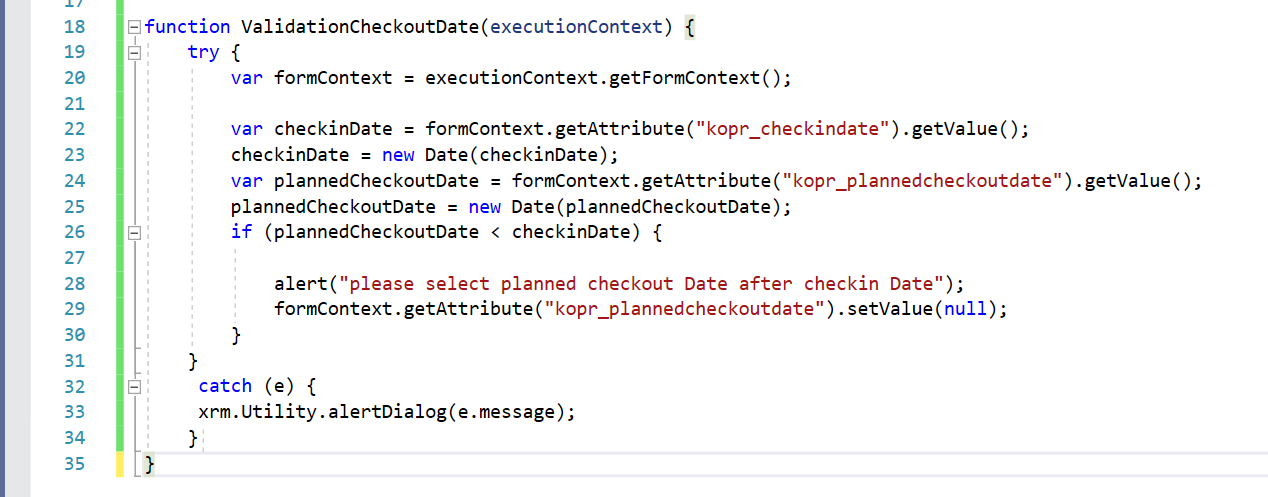 17
18 function ValidationCheckoutDate(executionContext) {
19 try {
20 var formContext = executionContext.getFormContext();
21
22 var checkinDate = formContext.getAttribute("kopr_checkindate").getValue();
23 checkinDate = new Date(checkinDate);
24 var plannedCheckoutDate = formContext.getAttribute("kopr_plannedcheckoutdate").getValue();
25 plannedCheckoutDate = new Date(plannedCheckoutDate);
26 if (plannedCheckoutDate < checkinDate) {
27
28 alert("please select planned checkout Date after checkin Date");
29 formContext.getAttribute("kopr_plannedcheckoutdate").setValue(null);
30 }
31 }
32 catch (e) {
33 xrm.Utility.alertDialog(e.message);
34 }
35 }